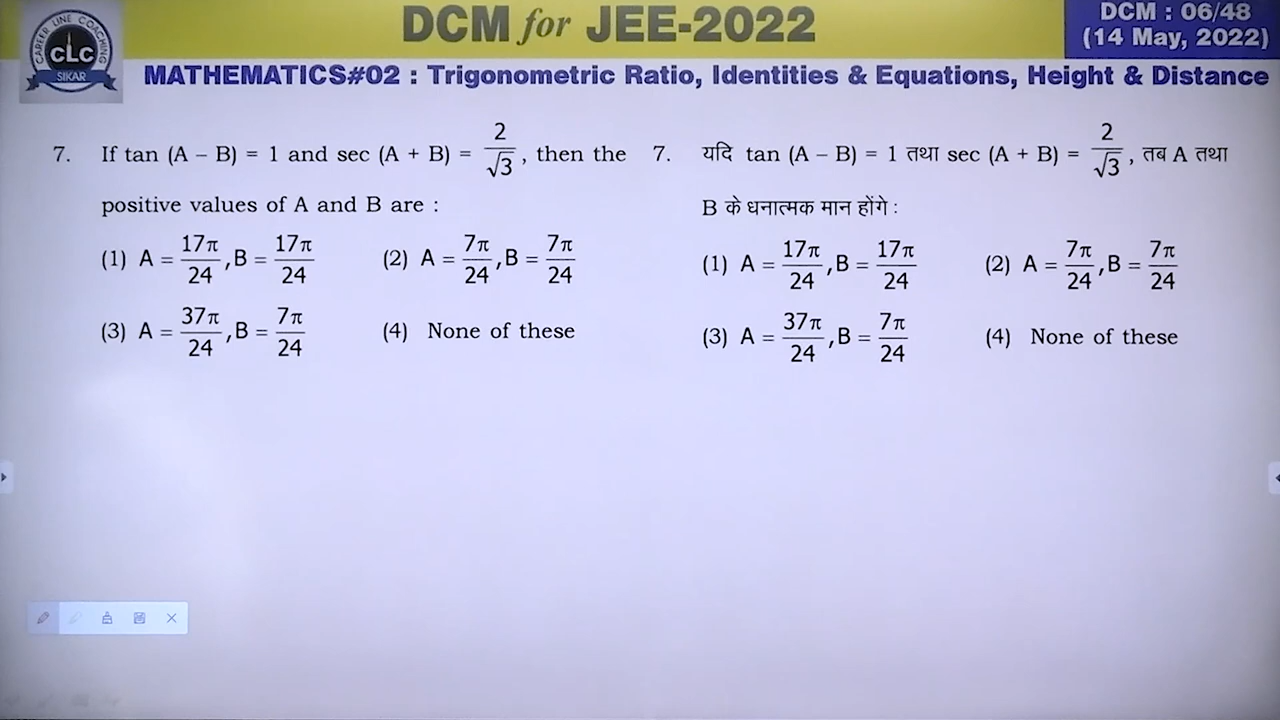 DCM for JEE-2022
DCM : 06/48
(14 May, 2022)
CAREER LINE COACHING
CLC
SIKAR
MATHEMATICS#02 : Trigonometric Ratio, Identities & Equations, Height & Distance
7. If tan (A – B) = 1 and sec (A + B) = 2/√3, then the
positive values of A and B are :
(1) A = 17π/24, B = 17π/24 (2) A = 7π/24, B = 7π/24
(3) A = 37π/24, B = 7π/24 (4) None of these
7. यदि tan (A – B) = 1 तथा sec (A + B) = 2/√3, तब A तथा
B के धनात्मक मान होंगे :
(1) A = 17π/24, B = 17π/24 (2) A = 7π/24, B = 7π/24
(3) A = 37π/24, B = 7π/24 (4) None of these